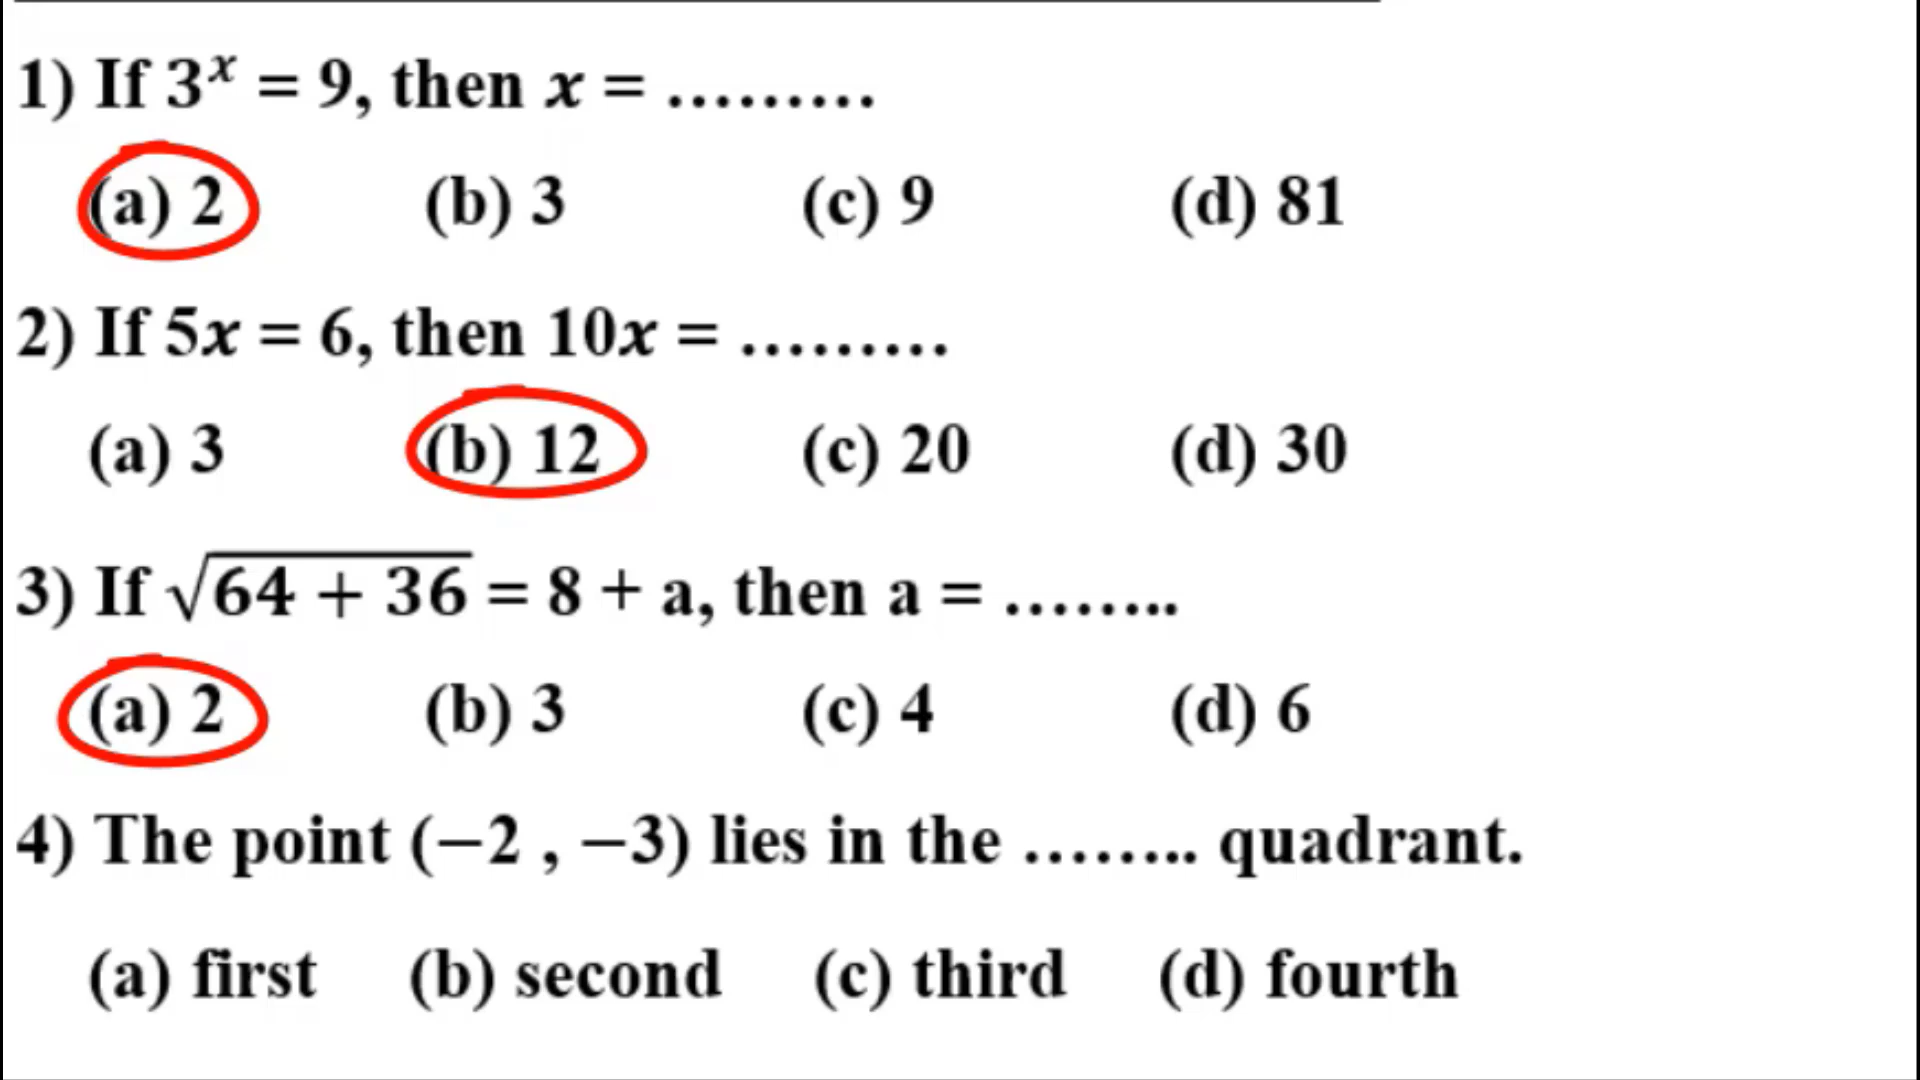 1) If 3ˣ = 9, then x = .........
(a) 2 (b) 3 (c) 9 (d) 81
2) If 5x = 6, then 10x = .........
(a) 3 (b) 12 (c) 20 (d) 30
3) If √64 + 36 = 8 + a, then a = ........
(a) 2 (b) 3 (c) 4 (d) 6
4) The point (−2 , −3) lies in the ........ quadrant.
(a) first (b) second (c) third (d) fourth